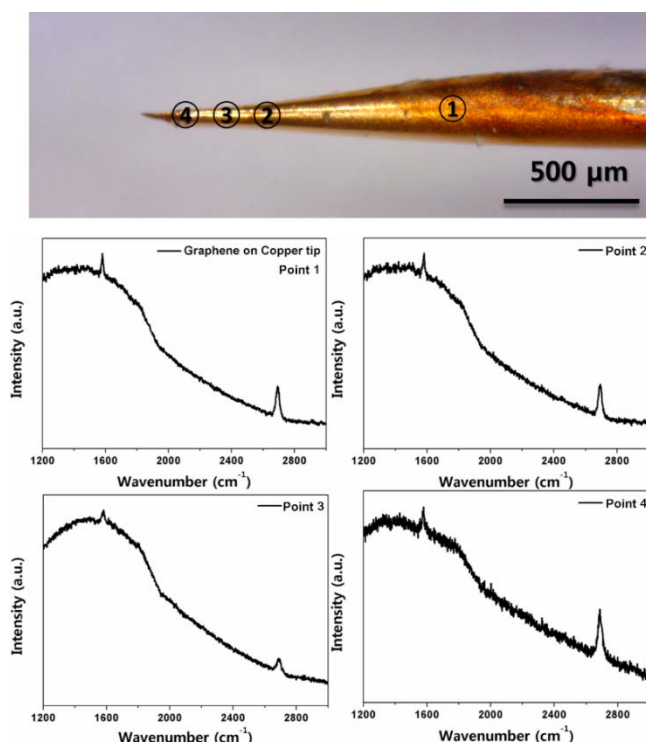 ④ ③ ② ①
500 μm
Graphene on Copper tip
Point 1
Intensity (a.u.)
1200 1600 2000 2400 2800
Wavenumber (cm⁻¹)
Point 2
Intensity (a.u.)
1200 1600 2000 2400 2800
Wavenumber (cm⁻¹)
Point 3
Intensity (a.u.)
1200 1600 2000 2400 2800
Wavenumber (cm⁻¹)
Point 4
Intensity (a.u.)
1200 1600 2000 2400 2800
Wavenumber (cm⁻¹)